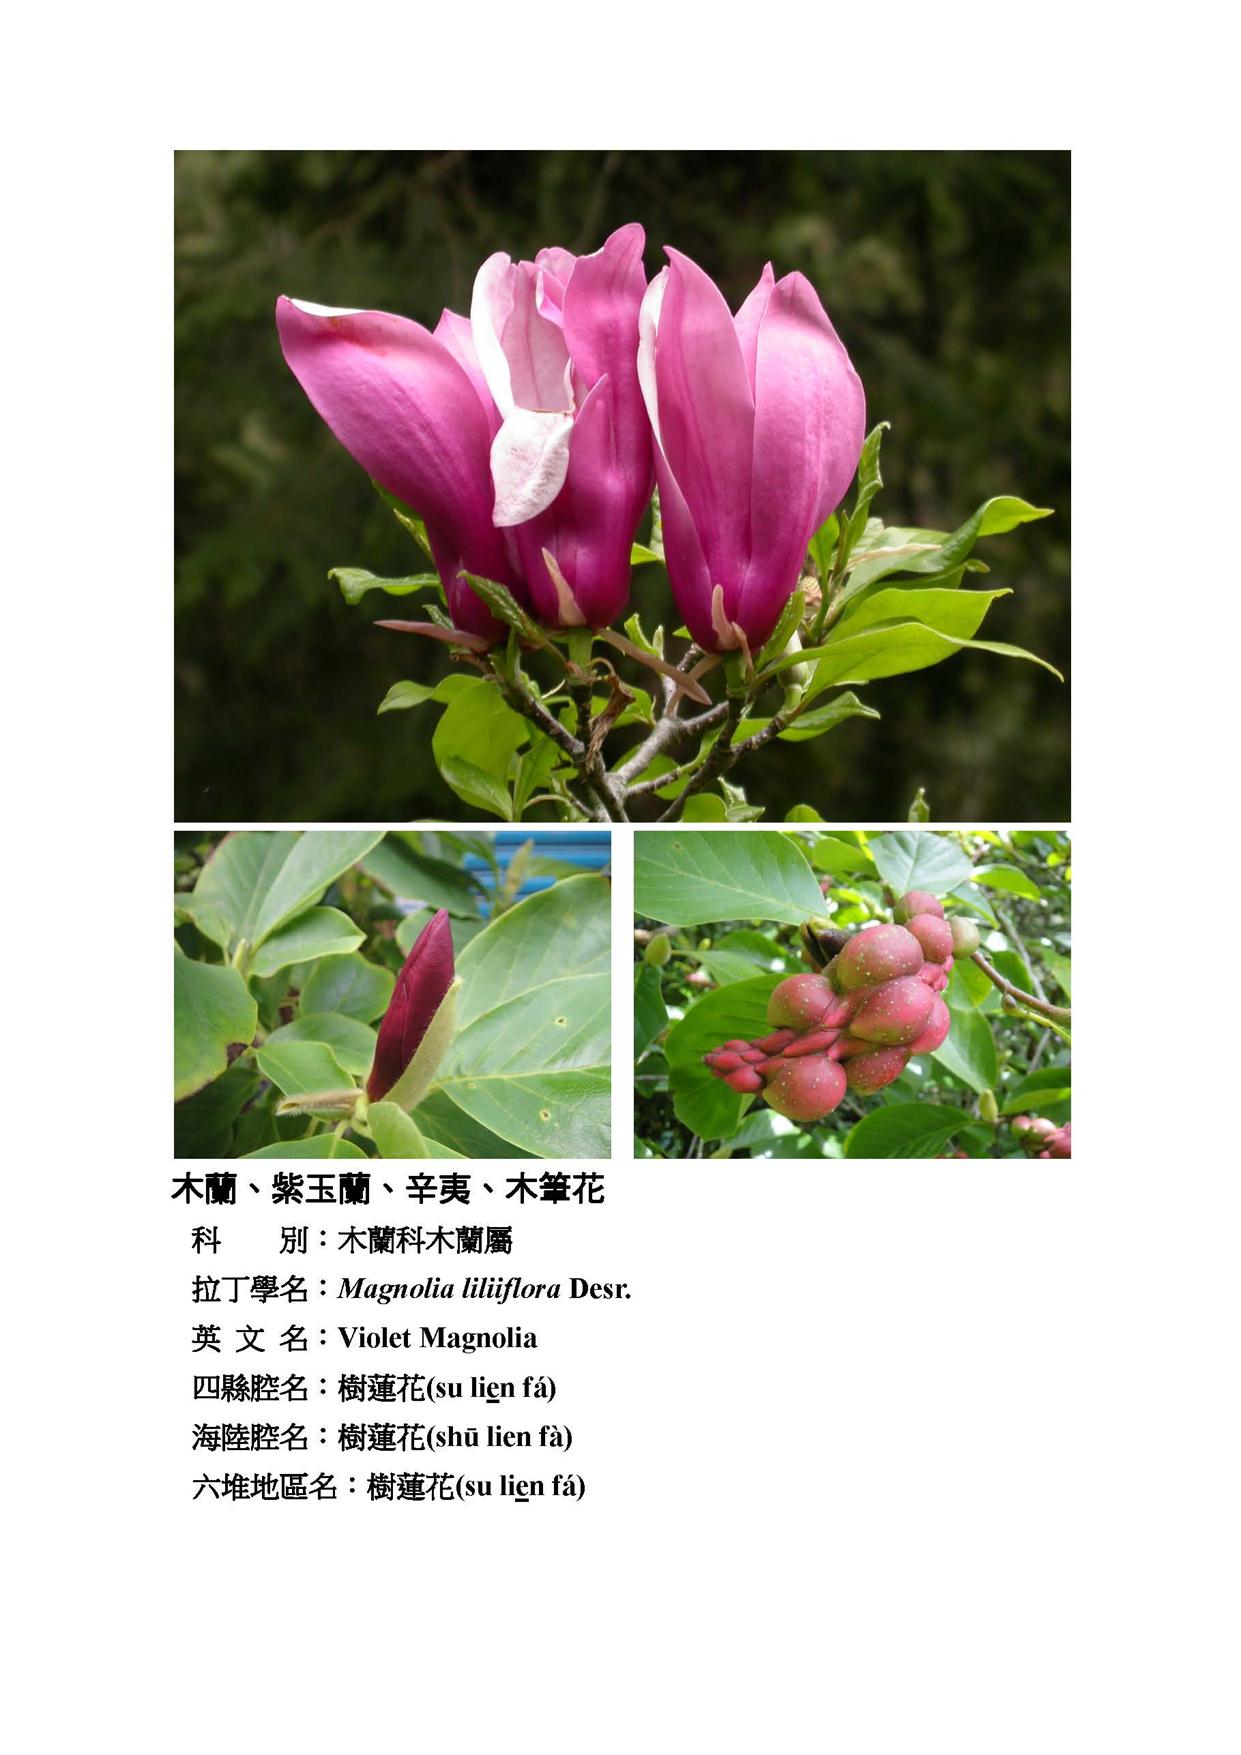 木蘭、紫玉蘭、辛夷、木筆花
科　　別：木蘭科木蘭屬
拉丁學名：Magnolia liliiflora Desr.
英 文 名：Violet Magnolia
四縣腔名：樹蓮花(su lien fá)
海陸腔名：樹蓮花(shū lien fà)
六堆地區名：樹蓮花(su lien fá)